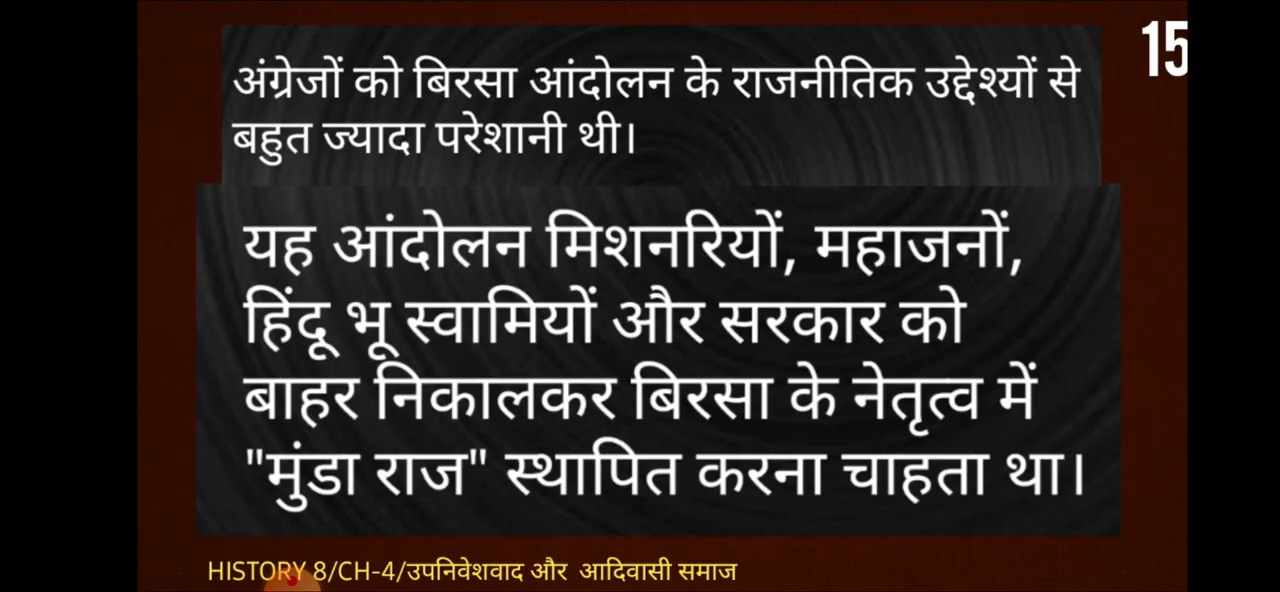 15
अंग्रेजों को बिरसा आंदोलन के राजनीतिक उद्देश्यों से
बहुत ज्यादा परेशानी थी।
यह आंदोलन मिशनरियों, महाजनों,
हिंदू भू स्वामियों और सरकार को
बाहर निकालकर बिरसा के नेतृत्व में
"मुंडा राज" स्थापित करना चाहता था।
HISTORY 8/CH-4/उपनिवेशवाद और आदिवासी समाज